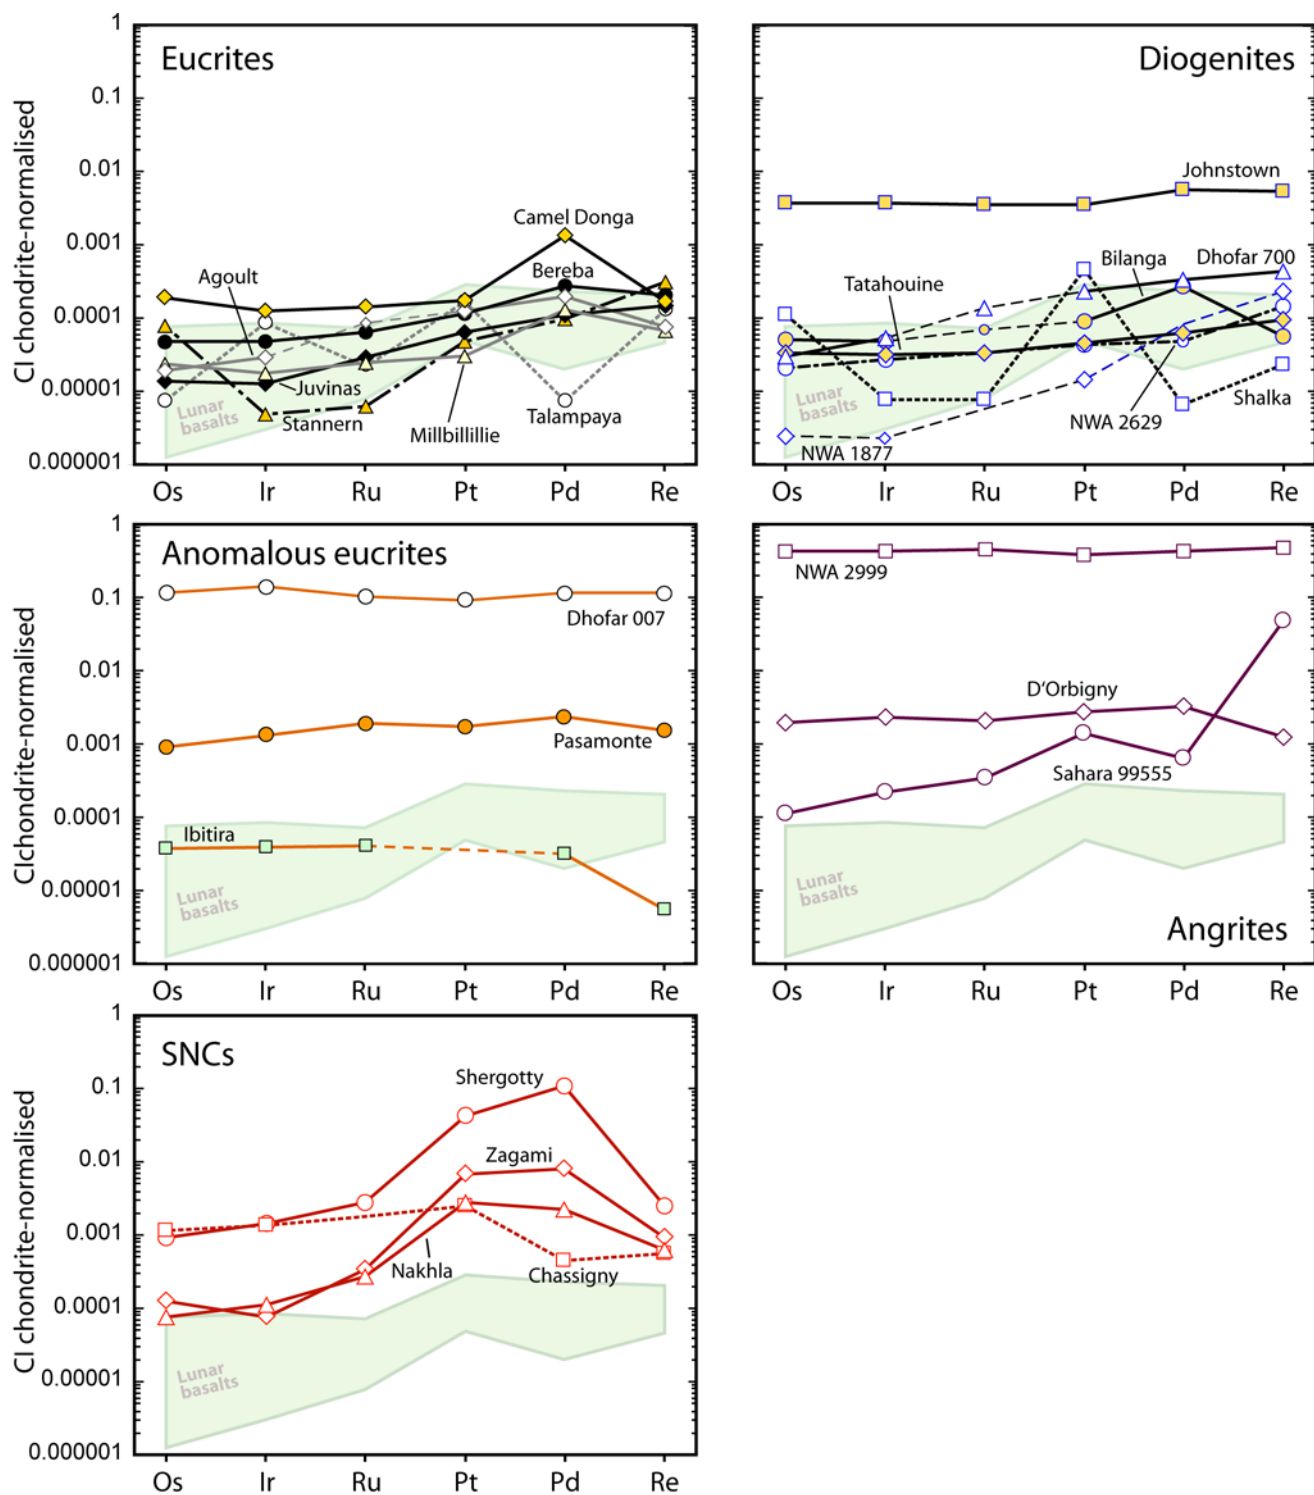 Eucrites
CI chondrite-normalised
1
0.1
0.01
0.001
0.0001
0.00001
0.000001
Camel Donga
Agoult
Bereba
Juvinas
Lunar
basalts
Stannern
Millbillillie
Talampaya
Os Ir Ru Pt Pd Re
Diogenites
Johnstown
Bilanga
Dhofar 700
Tatahouine
Lunar
basalts
Shalka
NWA 2629
NWA 1877
Os Ir Ru Pt Pd Re
Anomalous eucrites
CIchondrite-normalised
1
0.1
0.01
0.001
0.0001
0.00001
0.000001
Dhofar 007
Pasamonte
Ibitira
Lunar
basalts
Os Ir Ru Pt Pd Re
NWA 2999
D'Orbigny
Sahara 99555
Lunar
basalts
Angrites
Os Ir Ru Pt Pd Re
SNCs
CI chondrite-normalised
1
0.1
0.01
0.001
0.0001
0.00001
0.000001
Shergotty
Zagami
Nakhla
Chassigny
Lunar
basalts
Os Ir Ru Pt Pd Re